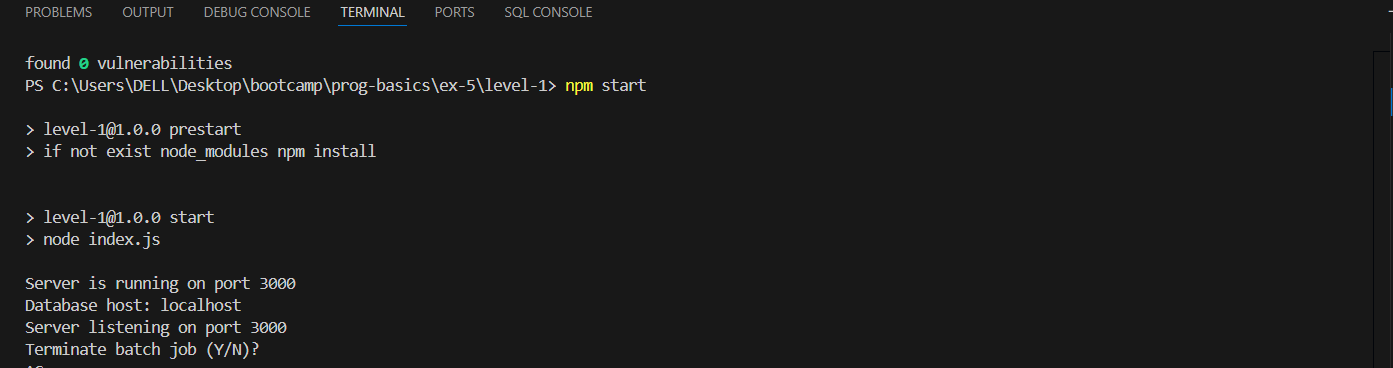 PROBLEMS OUTPUT DEBUG CONSOLE TERMINAL PORTS SQL CONSOLE
found 0 vulnerabilities
PS C:\Users\DELL\Desktop\bootcamp\prog-basics\ex-5\level-1> npm start
> level-1@1.0.0 prestart
> if not exist node_modules npm install
> level-1@1.0.0 start
> node index.js
Server is running on port 3000
Database host: localhost
Server listening on port 3000
Terminate batch job (Y/N)?